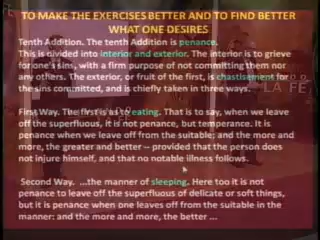 TO MAKE THE EXERCISES BETTER AND TO FIND BETTER
WHAT ONE DESIRES
Tenth Addition. The tenth Addition is penance.
This is divided into interior and exterior. The interior is to grieve
for one's sins, with a firm purpose of not committing them nor
any others. The exterior, or fruit of the first, is chastisement for
the sins committed, and is chiefly taken in three ways.
LA FE
First Way. The first is as to eating. That is to say, when we leave
off the superfluous, it is not penance, but temperance. It is
penance when we leave off from the suitable; and the more and
more, the greater and better -- provided that the person does
not injure himself, and that no notable illness follows.
Second Way. ...the manner of sleeping. Here too it is not
penance to leave off the superfluous of delicate or soft things,
but it is penance when one leaves off from the suitable in the
manner: and the more and more, the better ...